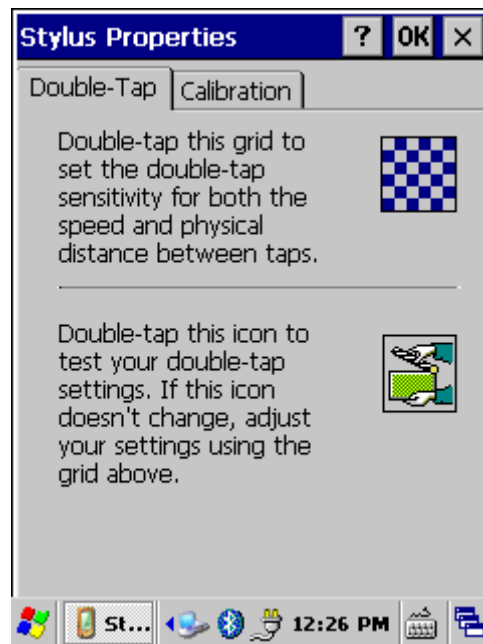 Stylus Properties ? OK ×
Double-Tap Calibration
Double-tap this grid to
set the double-tap
sensitivity for both the
speed and physical
distance between taps.
Double-tap this icon to
test your double-tap
settings. If this icon
doesn't change, adjust
your settings using the
grid above.
St... 12:26 PM